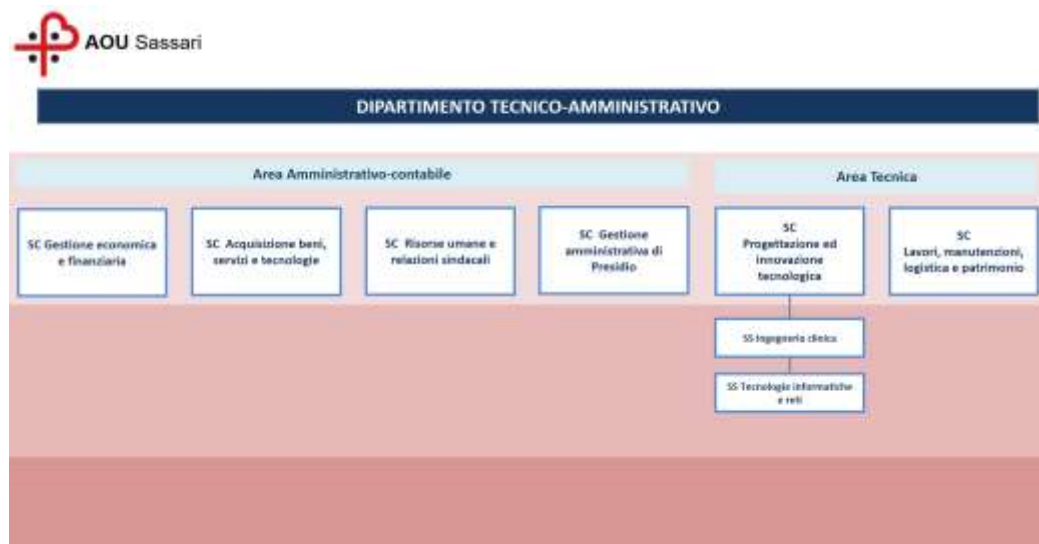 AOU Sassari
DIPARTIMENTO TECNICO-AMMINISTRATIVO
Area Amministrativo-contabile
Area Tecnica
SC Gestione economica
e finanziaria
SC Acquisizione beni,
servizi e tecnologie
SC Risorse umane e
relazioni sindacali
SC Gestione
amministrativa di
Presidio
SC
Progettazione ed
innovazione
tecnologica
SC
Lavori, manutenzioni,
logistica e patrimonio
SS Ingegneria clinica
SS Tecnologie informatiche
e reti